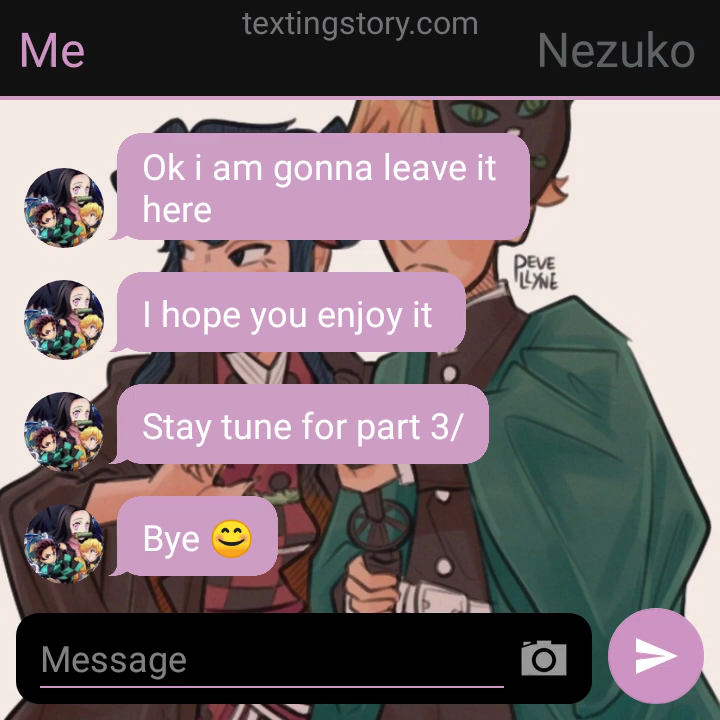 textingstory.com
Me
Nezuko
Ok i am gonna leave it
here
I hope you enjoy it
Stay tune for part 3/
Bye 😊
PEVE
LLYNE
Message